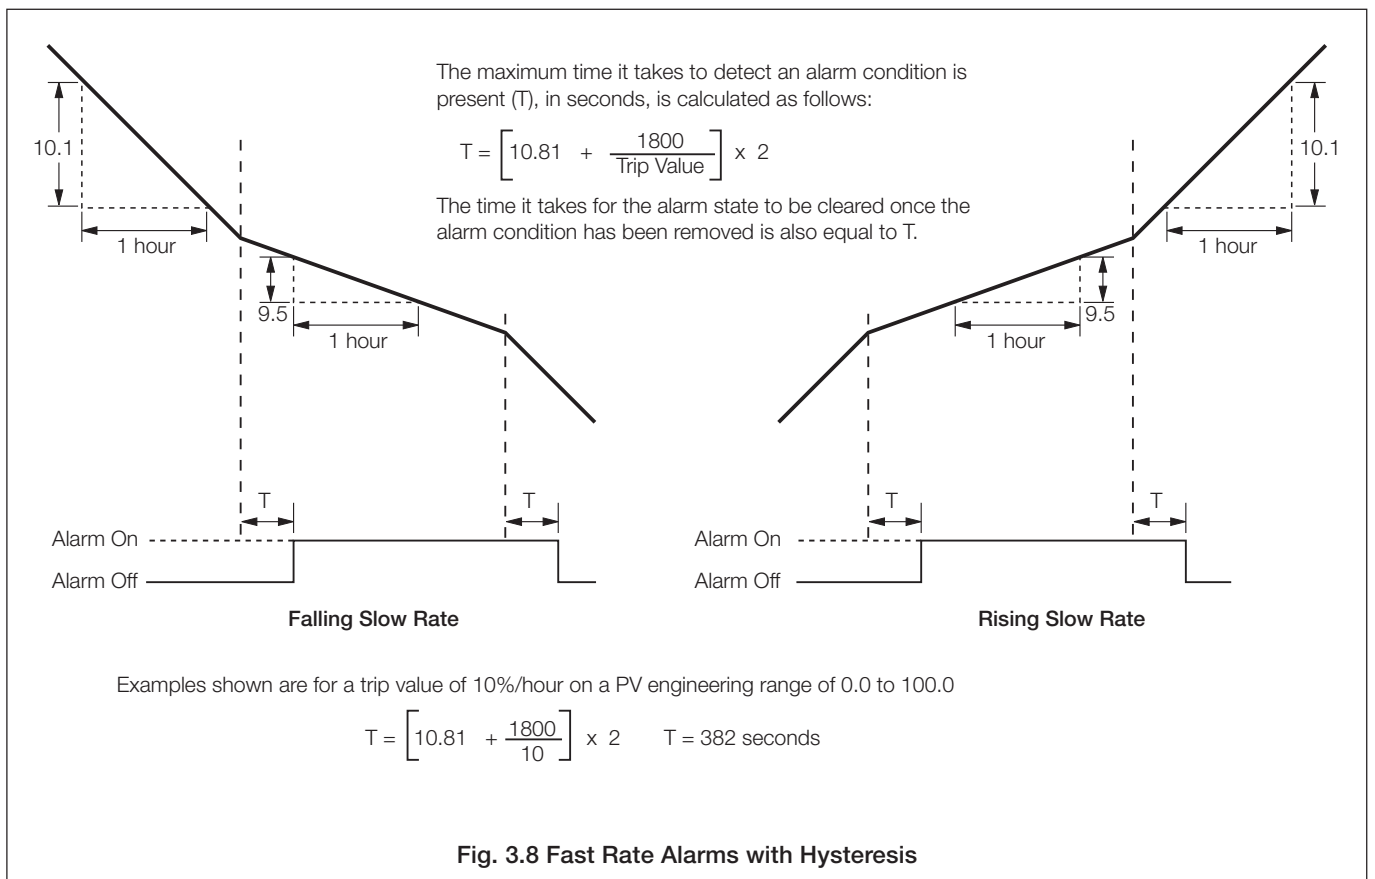 The maximum time it takes to detect an alarm condition is
present (T), in seconds, is calculated as follows:
T = [10.81 + 1800 / Trip Value] x 2
The time it takes for the alarm state to be cleared once the
alarm condition has been removed is also equal to T.
10.1
1 hour
9.5
1 hour
T
T
Alarm On
Alarm Off
Falling Slow Rate
10.1
1 hour
9.5
1 hour
T
T
Alarm On
Alarm Off
Rising Slow Rate
Examples shown are for a trip value of 10%/hour on a PV engineering range of 0.0 to 100.0
T = [10.81 + 1800 / 10] x 2 T = 382 seconds
Fig. 3.8 Fast Rate Alarms with Hysteresis